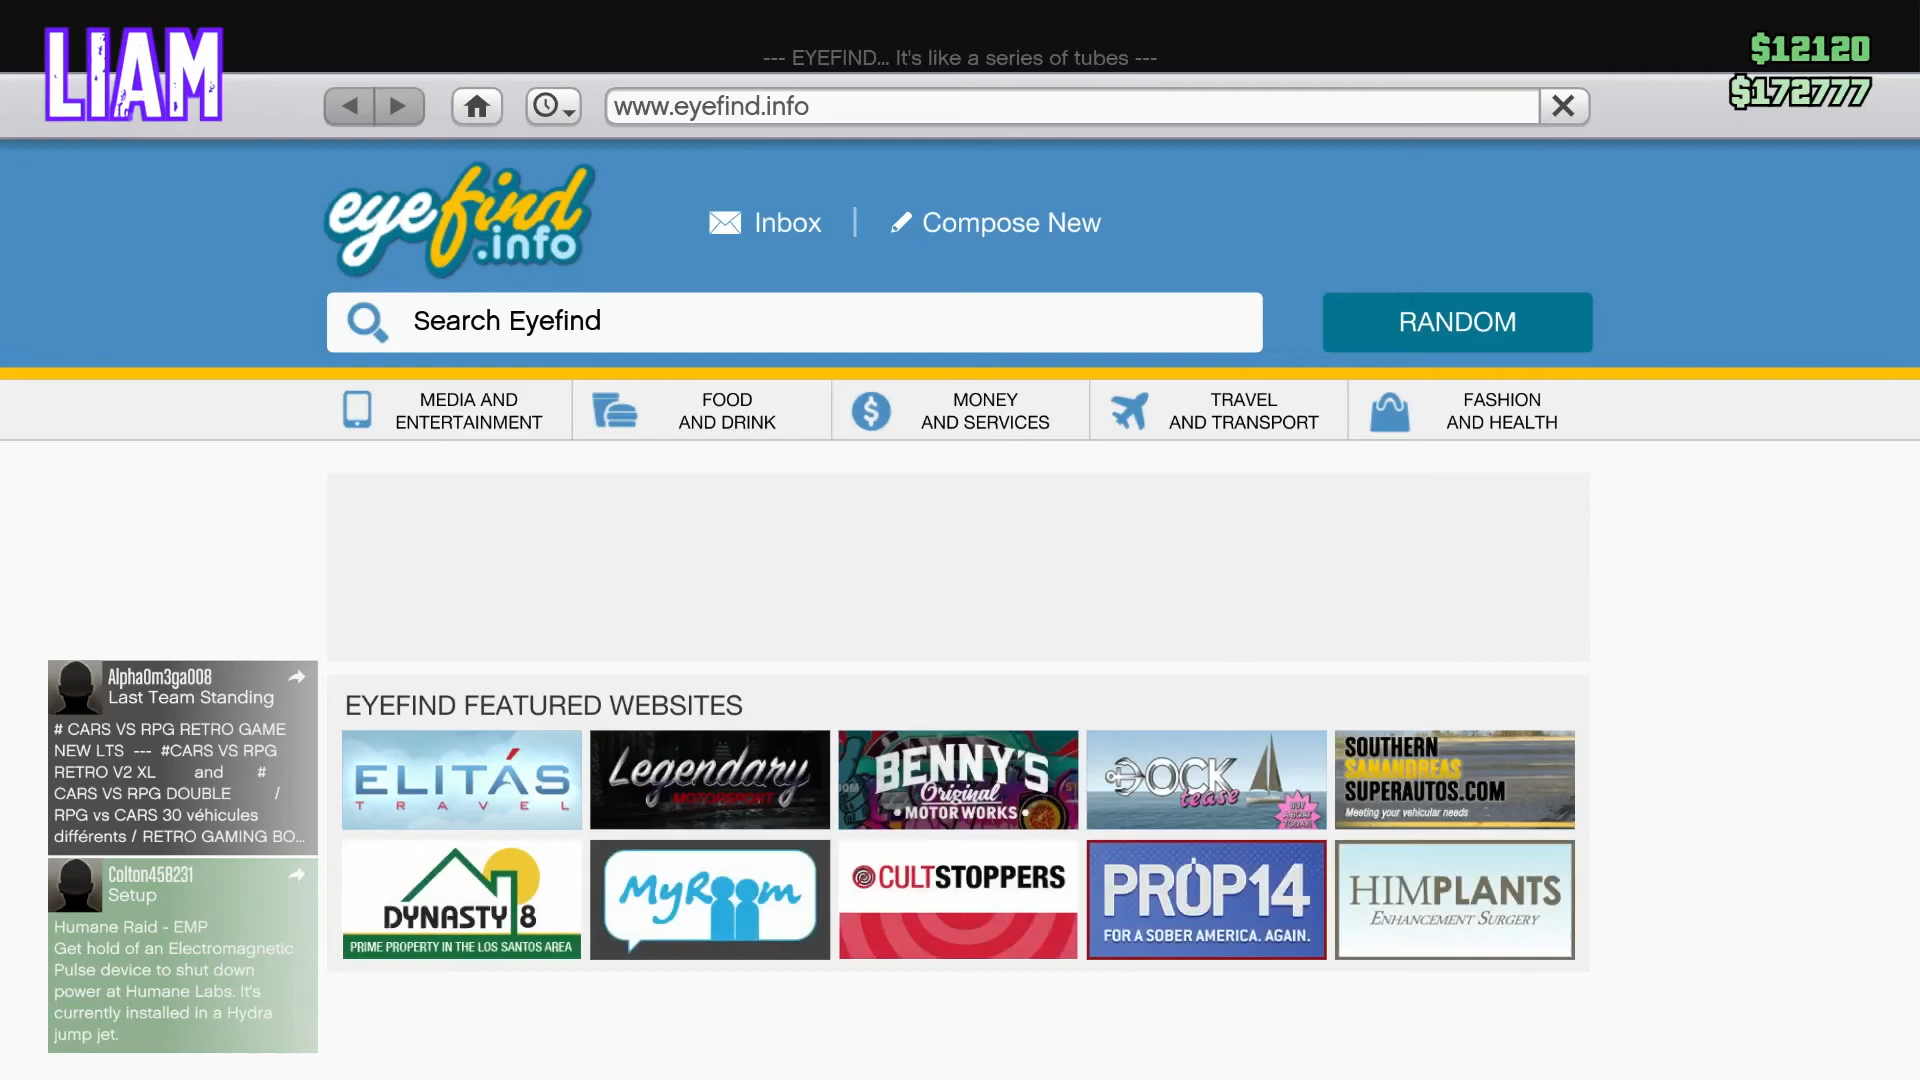 LIAM
--- EYEFIND... It's like a series of tubes ---
$12120
$172777
www.eyefind.info
eyefind
.info
Inbox
Compose New
Search Eyefind
RANDOM
MEDIA AND
ENTERTAINMENT
FOOD
AND DRINK
MONEY
AND SERVICES
TRAVEL
AND TRANSPORT
FASHION
AND HEALTH
Alpha0m3ga008
Last Team Standing
# CARS VS RPG RETRO GAME
NEW LTS --- #CARS VS RPG
RETRO V2 XL and #
CARS VS RPG DOUBLE /
RPG vs CARS 30 véhicules
différents / RETRO GAMING BO...
Colton458231
Setup
Humane Raid - EMP
Get hold of an Electromagnetic
Pulse device to shut down
power at Humane Labs. It's
currently installed in a Hydra
jump jet.
EYEFIND FEATURED WEBSITES
ELITÁS
TRAVEL
Legendary
MOTORSPORT
BENNY'S
Original
• MOTOR WORKS •
DOCK
tease
BUY
A BOAT
TODAY!
SOUTHERN
SANANDREAS
SUPERAUTOS.COM
Meeting your vehicular needs
DYNASTY 8
PRIME PROPERTY IN THE LOS SANTOS AREA
MyRoom
CULTSTOPPERS
PROP14
FOR A SOBER AMERICA. AGAIN.
HIMPLANTS
ENHANCEMENT SURGERY